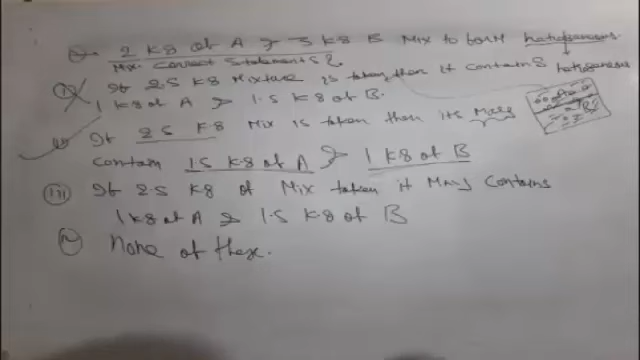 2 Kg of A & 3 Kg B Mix to form hetrogeneous
Mix. Correct Statements?
(i) If 2.5 Kg Mixture is taken then it contains
1 Kg of A & 1.5 Kg of B.
(ii) If 2.5 Kg Mix is taken then its May
contain 1.5 Kg of A & 1 Kg of B
(iii) If 2.5 Kg of Mix taken it May contains
1 Kg of A & 1.5 Kg of B
None of these.